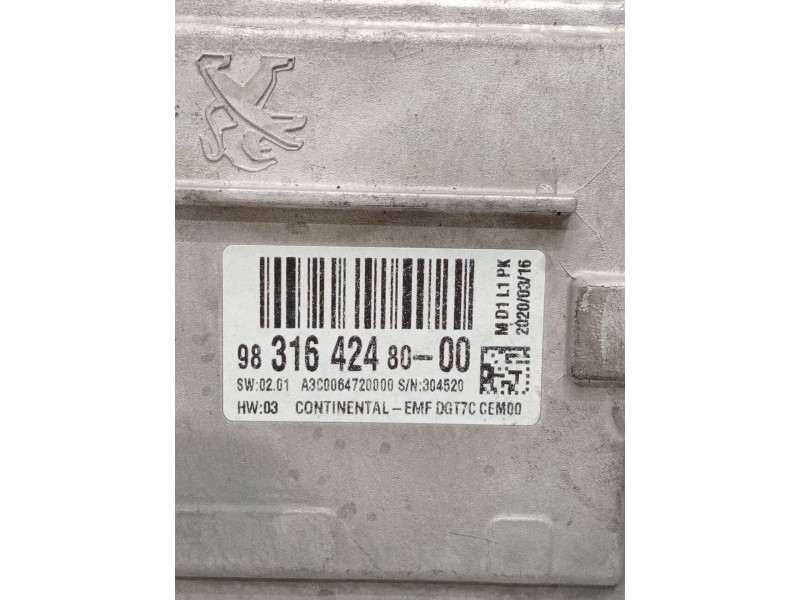 98 316 424 80-00
SW:02.01 A3C0064720000 S/N:304520
HW:03 CONTINENTAL-EMF DGT7C CEM00
M D1 L1 PK
2020/03/16